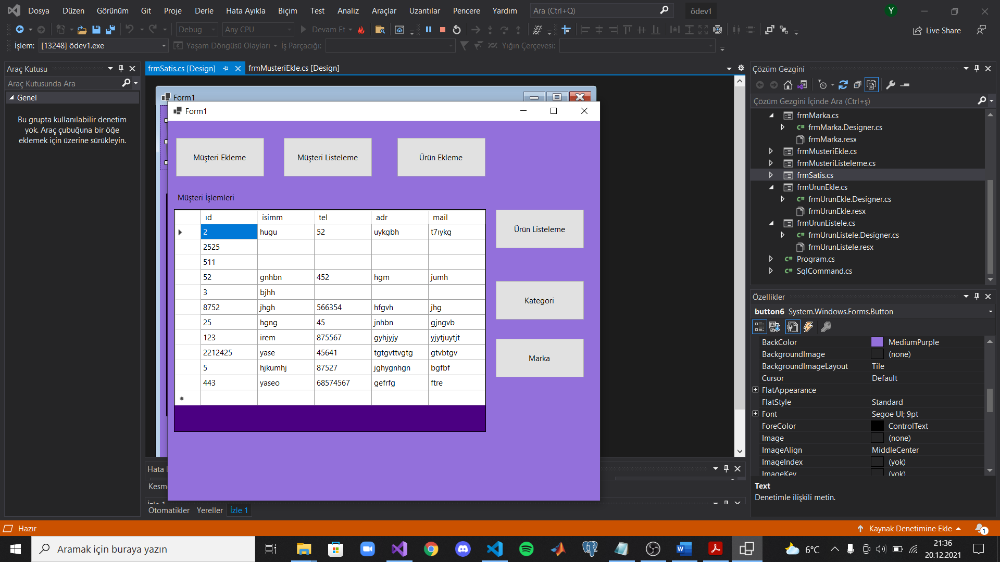 Dosya Düzen Görünüm Git Proje Derle Hata Ayıkla Biçim Test Analiz Araçlar Uzantılar Pencere Yardım Ara (Ctrl+Q) ödev1 Y
Debug Any CPU Devam Et Live Share
İşlem: [13248] ödev1.exe Yaşam Döngüsü Olayları İş Parçacığı: Yığın Çerçevesi:
Araç Kutusu
Araç Kutusunda Ara
Genel
Bu grupta kullanılabilir denetim
yok. Araç çubuğuna bir öğe
eklemek için üzerine sürükleyin.
frmSatis.cs [Design] frmMusteriEkle.cs [Design]
Form1
Form1
Müşteri Ekleme Müşteri Listeleme Ürün Ekleme
Müşteri İşlemleri
ıd isimm tel adr mail
2 hugu 52 uykgbh t7ıykg
2525
511
52 gnhbn 452 hgm jumh
3 bjhh
8752 jhgh 566354 hfgvh jhg
25 hgng 45 jnhbn gjngvb
123 irem 875567 gyhjyjy yjytjuytjt
2212425 yase 45641 tgtgvttvgtg gtvbtgv
5 hjkumhj 87527 jghygnhgn bgfbf
443 yaseo 68574567 gefrfg ftre
Ürün Listeleme
Kategori
Marka
Hata
Kesm
İzle 1
Otomatikler Yereller İzle 1
Çözüm Gezgini
Çözüm Gezgini İçinde Ara (Ctrl+ş)
frmMarka.cs
C# frmMarka.Designer.cs
frmMarka.resx
frmMusteriEkle.cs
frmMusteriListeleme.cs
frmSatis.cs
frmUrunEkle.cs
C# frmUrunEkle.Designer.cs
frmUrunEkle.resx
frmUrunListele.cs
C# frmUrunListele.Designer.cs
frmUrunListele.resx
C# Program.cs
C# SqlCommand.cs
Özellikler
button6 System.Windows.Forms.Button
BackColor MediumPurple
BackgroundImage (none)
BackgroundImageLayout Tile
Cursor Default
FlatAppearance
FlatStyle Standard
Font Segoe UI; 9pt
ForeColor ControlText
Image (none)
ImageAlign MiddleCenter
ImageIndex (yok)
ImageKey (yok)
Text
Denetimle ilişkili metin.
Hazır Kaynak Denetimine Ekle 1
Aramak için buraya yazın 6°C 21:36
20.12.2021